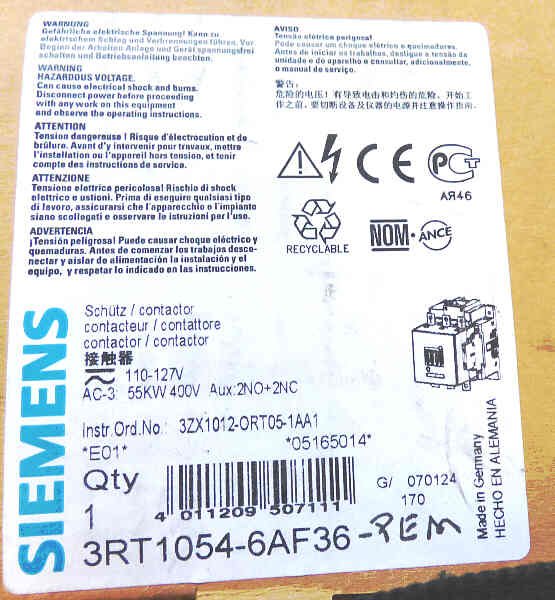 WARNUNG
Gefährliche elektrische Spannung! Kann zu
elektrischem Schlag und Verbrennungen führen. Vor
Beginn der Arbeiten Anlage und Gerät spannungsfrei
schalten und Betriebsanleitung beachten.
WARNING
HAZARDOUS VOLTAGE.
Can cause electrical shock and burns.
Disconnect power before proceeding
with any work on this equipment
and observe the operating instructions.
ATTENTION
Tension dangereuse ! Risque d'électrocution et de
brûlure. Avant d'y intervenir pour travaux, mettre
l'installation ou l'appareil hors tension, et tenir
compte des instructions de service.
ATTENZIONE
Tensione elettrica pericolosa! Rischio di shock
elettrico e ustioni. Prima di eseguire qualsiasi tipo
di lavoro, assicurarsi che l'apparecchio e l'impianto
siano scollegati e osservare le istruzioni per l'uso.
ADVERTENCIA
¡Tensión peligrosa! Puede causar choque eléctrico y
quemaduras. Antes de comenzar los trabajos desco-
nectar y aislar de alimentación la instalación y el
equipo, y respetar lo indicado en las instrucciones.
AVISO
Tensão elétrica perigosa!
Pode causar um choque elétrico e queimaduras.
Antes de iniciar os trabalhos, desligue a tensão da
unidade e do aparelho e consultar, adicionalmente,
o manual de serviço.
警告:
危险的电压! 有导致电击和灼伤的危险。开始工
作之前, 要切断设备及仪器的电源并注意操作指南。
CE
PCT
АЯ46
RECYCLABLE
NOM-ANCE
SIEMENS
Schütz / contactor
contacteur / contattore
contactor / contactor
接触器
110-127V
AC-3: 55KW 400V Aux:2NO+2NC
Instr.Ord.No.: 3ZX1012-0RT05-1AA1
*E01* *05165014*
Qty
1
4 011209 507111
G/ 070124
170
Made in Germany
HECHO EN ALEMANIA
3RT1054-6AF36-PEM